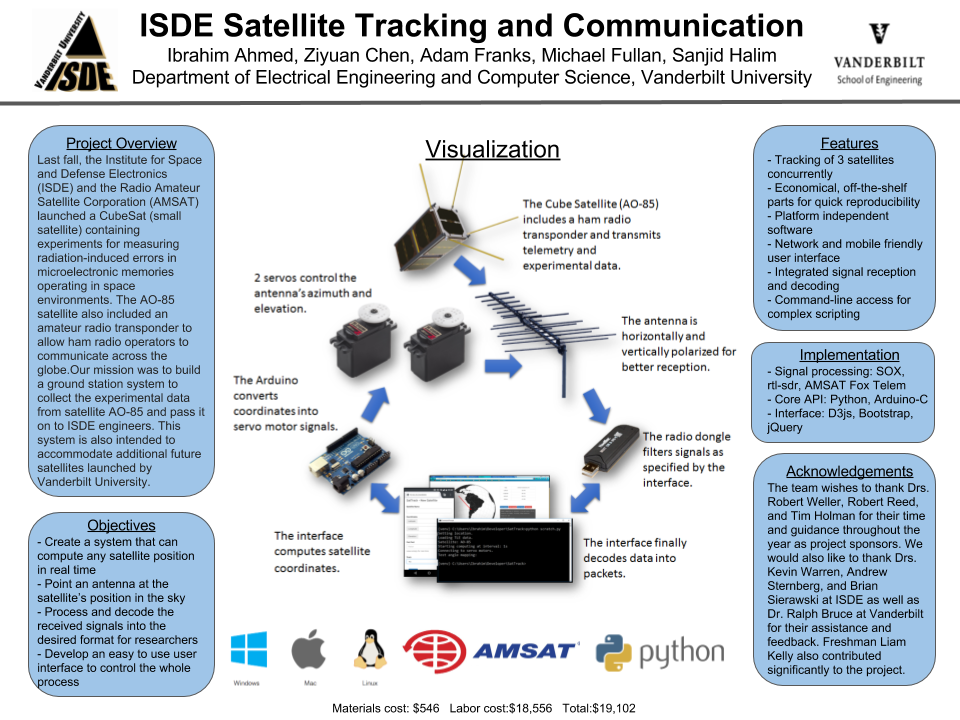 ISDE Satellite Tracking and Communication
Ibrahim Ahmed, Ziyuan Chen, Adam Franks, Michael Fullan, Sanjid Halim
Department of Electrical Engineering and Computer Science, Vanderbilt University
VANDERBILT UNIVERSITY
ISDE
VANDERBILT
School of Engineering
Project Overview
Last fall, the Institute for Space
and Defense Electronics
(ISDE) and the Radio Amateur
Satellite Corporation (AMSAT)
launched a CubeSat (small
satellite) containing
experiments for measuring
radiation-induced errors in
microelectronic memories
operating in space
environments. The AO-85
satellite also included an
amateur radio transponder to
allow ham radio operators to
communicate across the
globe.Our mission was to build
a ground station system to
collect the experimental data
from satellite AO-85 and pass it
on to ISDE engineers. This
system is also intended to
accommodate additional future
satellites launched by
Vanderbilt University.
Objectives
- Create a system that can
compute any satellite position
in real time
- Point an antenna at the
satellite's position in the sky
- Process and decode the
received signals into the
desired format for researchers
- Develop an easy to use user
interface to control the whole
process
Visualization
The Cube Satellite (AO-85)
includes a ham radio
transponder and transmits
telemetry and
experimental data.
2 servos control the
antenna's azimuth and
elevation.
The antenna is
horizontally and
vertically polarized for
better reception.
The Arduino
converts
coordinates into
servo motor signals.
The radio dongle
filters signals as
specified by the
interface.
The interface
computes satellite
coordinates.
The interface finally
decodes data into
packets.
Windows
Mac
Linux
AMSAT
python
Features
- Tracking of 3 satellites
concurrently
- Economical, off-the-shelf
parts for quick reproducibility
- Platform independent
software
- Network and mobile friendly
user interface
- Integrated signal reception
and decoding
- Command-line access for
complex scripting
Implementation
- Signal processing: SOX,
rtl-sdr, AMSAT Fox Telem
- Core API: Python, Arduino-C
- Interface: D3js, Bootstrap,
jQuery
Acknowledgements
The team wishes to thank Drs.
Robert Weller, Robert Reed,
and Tim Holman for their time
and guidance throughout the
year as project sponsors. We
would also like to thank Drs.
Kevin Warren, Andrew
Sternberg, and Brian
Sierawski at ISDE as well as
Dr. Ralph Bruce at Vanderbilt
for their assistance and
feedback. Freshman Liam
Kelly also contributed
significantly to the project.
Materials cost: $546 Labor cost:$18,556 Total:$19,102